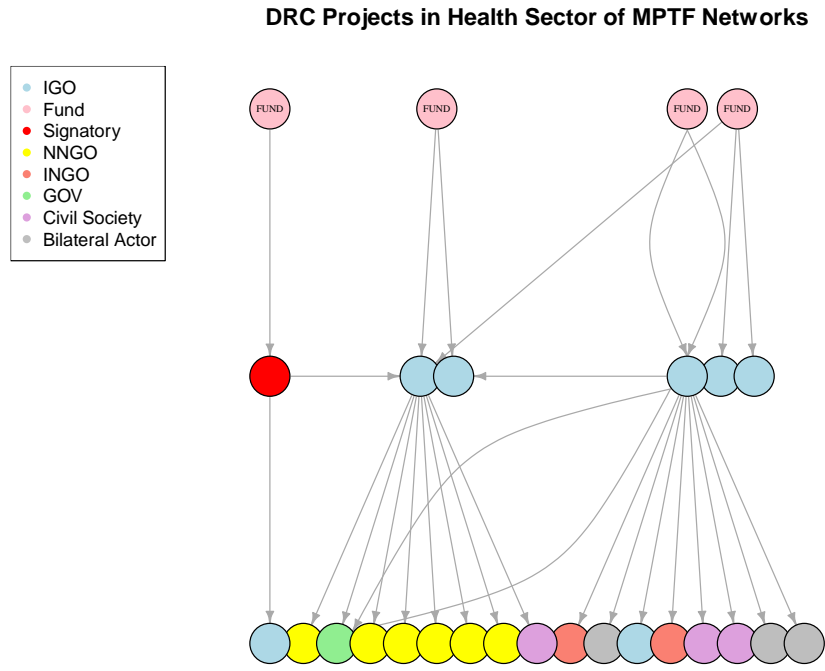 DRC Projects in Health Sector of MPTF Networks
IGO
Fund
Signatory
NNGO
INGO
GOV
Civil Society
Bilateral Actor
FUND
FUND
FUND
FUND